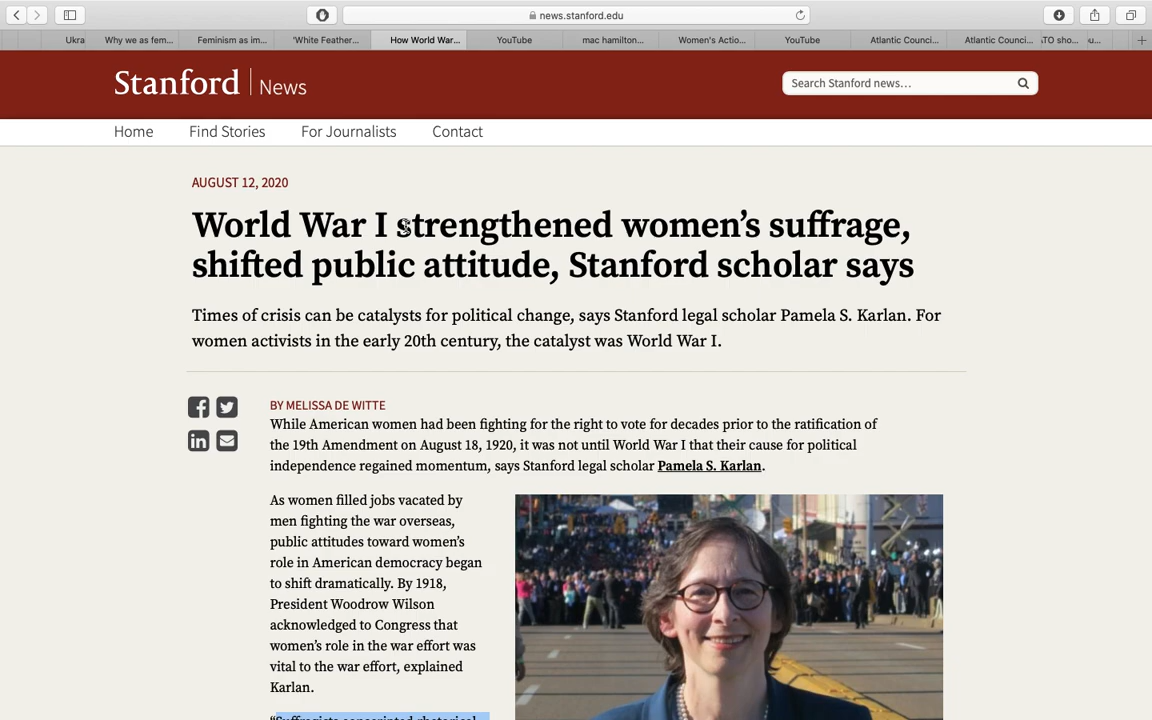 news.stanford.edu
Ukra
Why we as fem...
Feminism as im...
'White Feather...
How World War...
YouTube
mac hamilton...
Women's Actio...
YouTube
Atlantic Counci...
Atlantic Counci...
Stanford News
Search Stanford news...
Home Find Stories For Journalists Contact
AUGUST 12, 2020
World War I strengthened women's suffrage,
shifted public attitude, Stanford scholar says
Times of crisis can be catalysts for political change, says Stanford legal scholar Pamela S. Karlan. For
women activists in the early 20th century, the catalyst was World War I.
BY MELISSA DE WITTE
While American women had been fighting for the right to vote for decades prior to the ratification of
the 19th Amendment on August 18, 1920, it was not until World War I that their cause for political
independence regained momentum, says Stanford legal scholar Pamela S. Karlan.
As women filled jobs vacated by
men fighting the war overseas,
public attitudes toward women's
role in American democracy began
to shift dramatically. By 1918,
President Woodrow Wilson
acknowledged to Congress that
women's role in the war effort was
vital to the war effort, explained
Karlan.